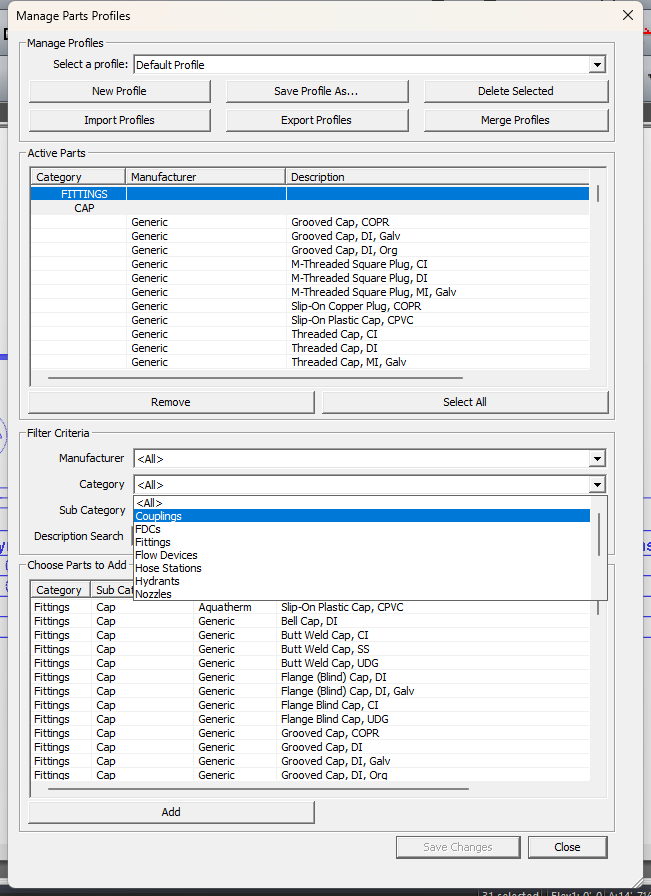 Manage Parts Profiles
Manage Profiles
Select a profile: Default Profile
New Profile Save Profile As... Delete Selected
Import Profiles Export Profiles Merge Profiles
Active Parts
Category Manufacturer Description
FITTINGS
CAP
Generic Grooved Cap, COPR
Generic Grooved Cap, DI, Galv
Generic Grooved Cap, DI, Org
Generic M-Threaded Square Plug, CI
Generic M-Threaded Square Plug, DI
Generic M-Threaded Square Plug, MI, Galv
Generic Slip-On Copper Plug, COPR
Generic Slip-On Plastic Cap, CPVC
Generic Threaded Cap, CI
Generic Threaded Cap, DI
Generic Threaded Cap, MI, Galv
Remove Select All
Filter Criteria
Manufacturer <All>
Category <All>
Sub Category
Description Search
<All>
Couplings
FDCs
Fittings
Flow Devices
Hose Stations
Hydrants
Nozzles
Choose Parts to Add
Category Sub Cat
Fittings Cap Aquatherm Slip-On Plastic Cap, CPVC
Fittings Cap Generic Bell Cap, DI
Fittings Cap Generic Butt Weld Cap, CI
Fittings Cap Generic Butt Weld Cap, SS
Fittings Cap Generic Butt Weld Cap, UDG
Fittings Cap Generic Flange (Blind) Cap, DI
Fittings Cap Generic Flange (Blind) Cap, DI, Galv
Fittings Cap Generic Flange Blind Cap, CI
Fittings Cap Generic Flange Blind Cap, UDG
Fittings Cap Generic Grooved Cap, COPR
Fittings Cap Generic Grooved Cap, DI
Fittings Cap Generic Grooved Cap, DI, Galv
Fittings Cap Generic Grooved Cap, DI, Org
Add
Save Changes Close
31 selected